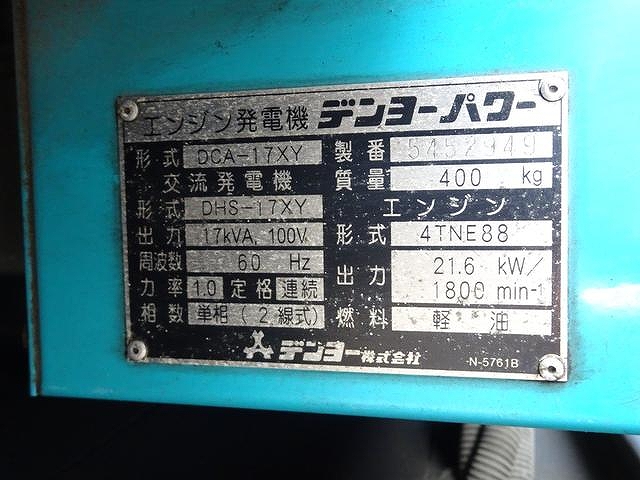 エンジン発電機 デンヨーパワー
形式 DCA-17XY 製番 5452949
交流発電機 質量 400 kg
形式 DHS-17XY エンジン
出力 17kVA, 100V 形式 4TNE88
周波数 60 Hz 出力 21.6 kW/
力率 1.0 定格 連続 1800 min-1
相数 単相(2線式) 燃料 軽油
デンヨー株式会社 N-5761B